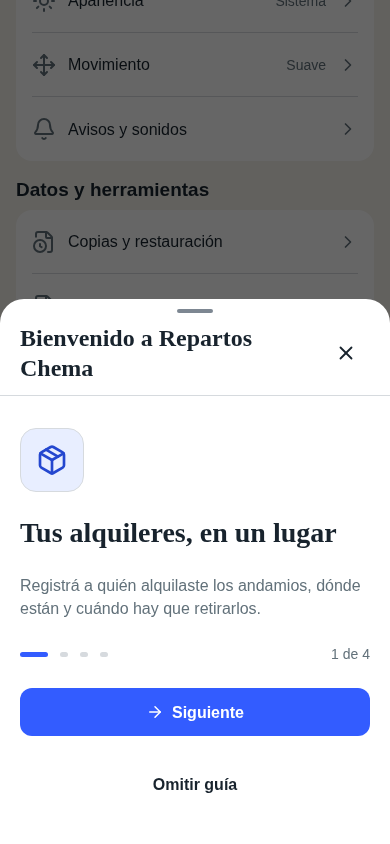 Apariencia
Sistema
Movimiento
Suave
Avisos y sonidos
Datos y herramientas
Copias y restauración
Bienvenido a Repartos
Chema
Tus alquileres, en un lugar
Registrá a quién alquilaste los andamios, dónde
están y cuándo hay que retirarlos.
1 de 4
Siguiente
Omitir guía